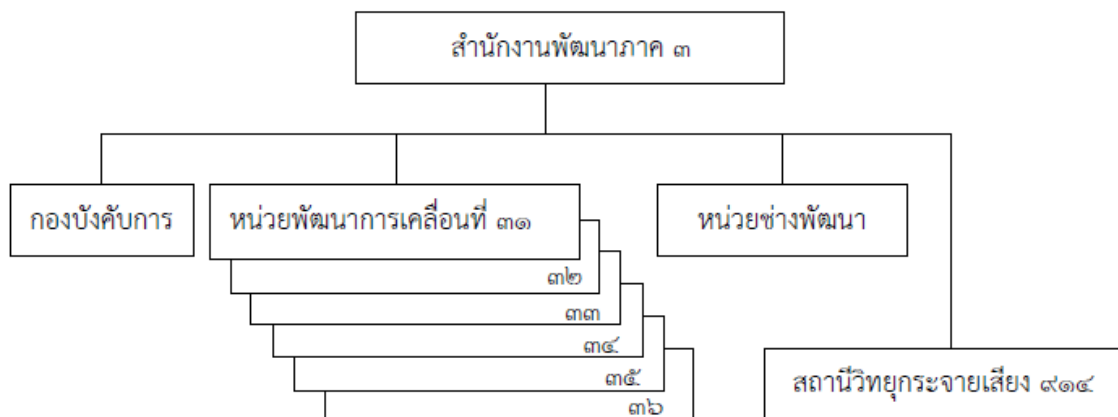 สำนักงานพัฒนาภาค ๓
กองบังคับการ
หน่วยพัฒนาการเคลื่อนที่ ๓๑
หน่วยช่างพัฒนา
๓๒
๓๓
๓๔
๓๕
๓๖
สถานีวิทยุกระจายเสียง ๙๑๔